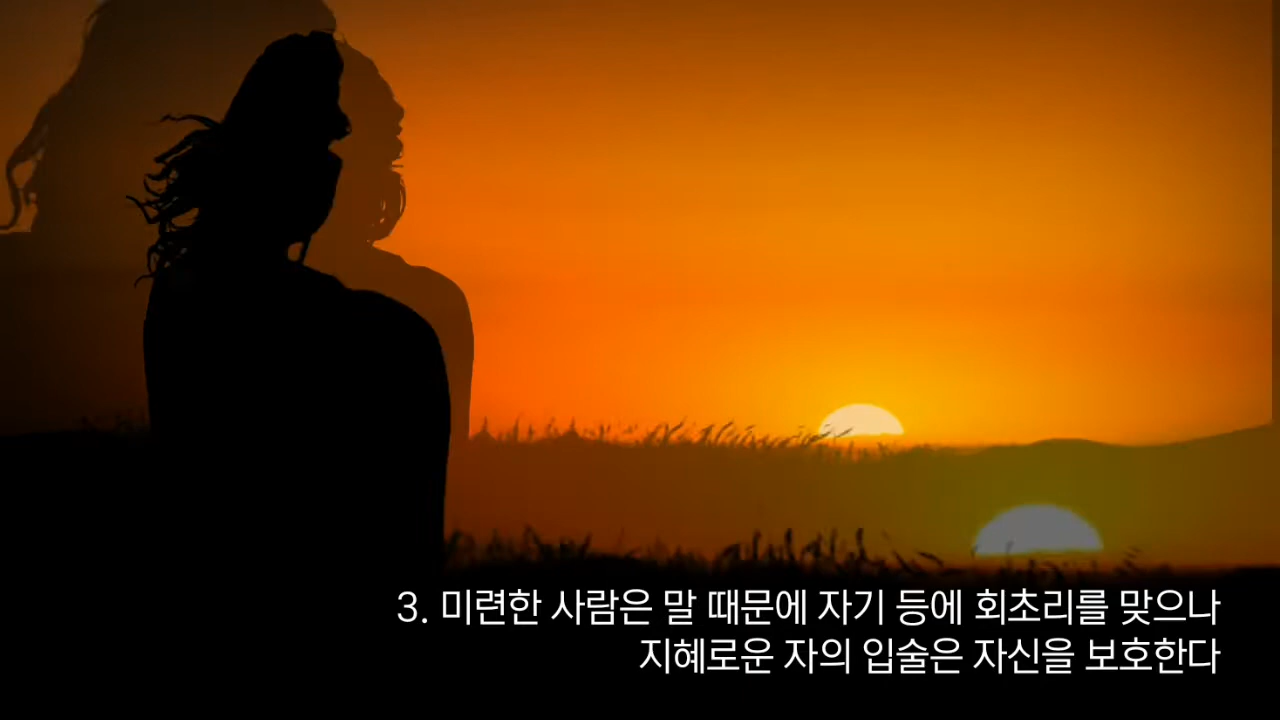 3. 미련한 사람은 말 때문에 자기 등에 회초리를 맞으나
지혜로운 자의 입술은 자신을 보호한다